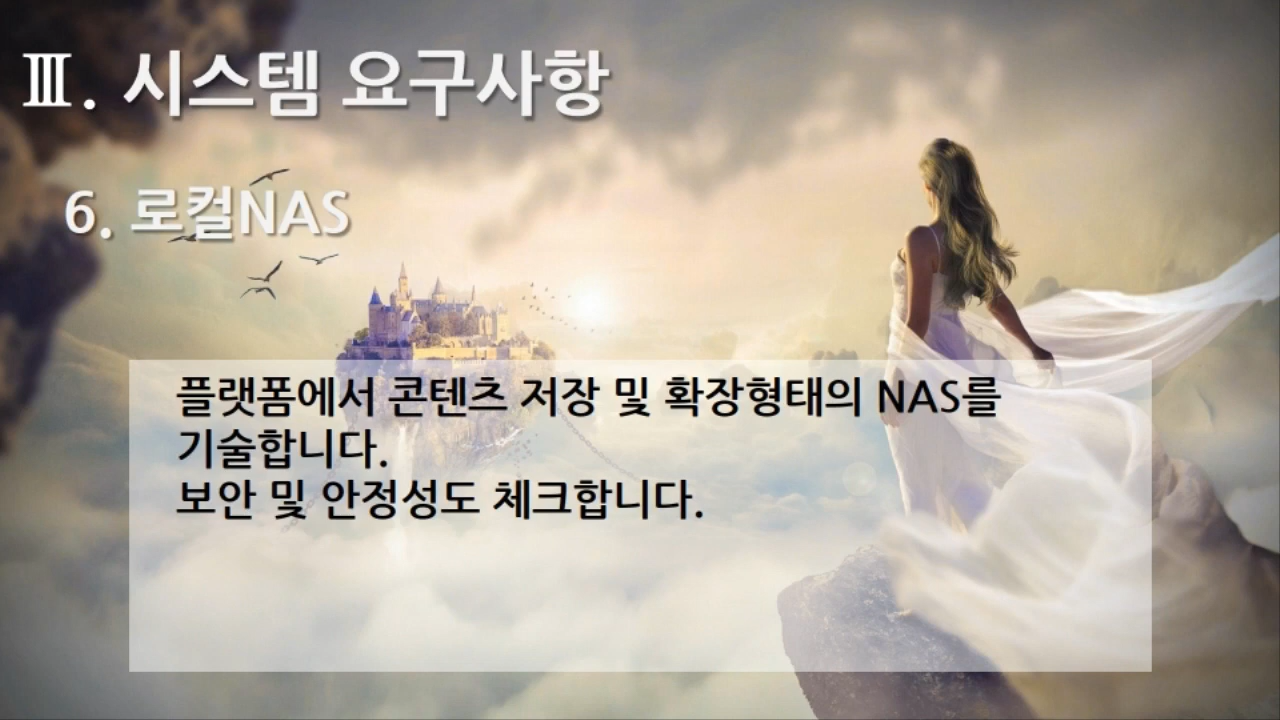 Ⅲ. 시스템 요구사항
6. 로컬NAS
플랫폼에서 콘텐츠 저장 및 확장형태의 NAS를
기술합니다.
보안 및 안정성도 체크합니다.